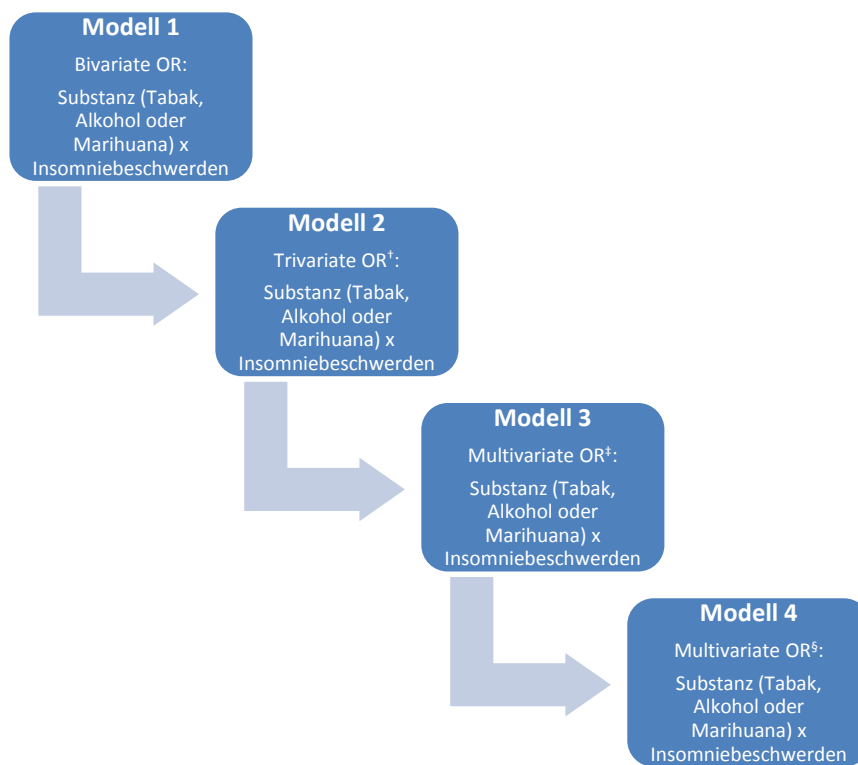 Modell 1
Bivariate OR:
Substanz (Tabak,
Alkohol oder
Marihuana) x
Insomniebeschwerden
Modell 2
Trivariate OR†:
Substanz (Tabak,
Alkohol oder
Marihuana) x
Insomniebeschwerden
Modell 3
Multivariate OR‡:
Substanz (Tabak,
Alkohol oder
Marihuana) x
Insomniebeschwerden
Modell 4
Multivariate OR§:
Substanz (Tabak,
Alkohol oder
Marihuana) x
Insomniebeschwerden